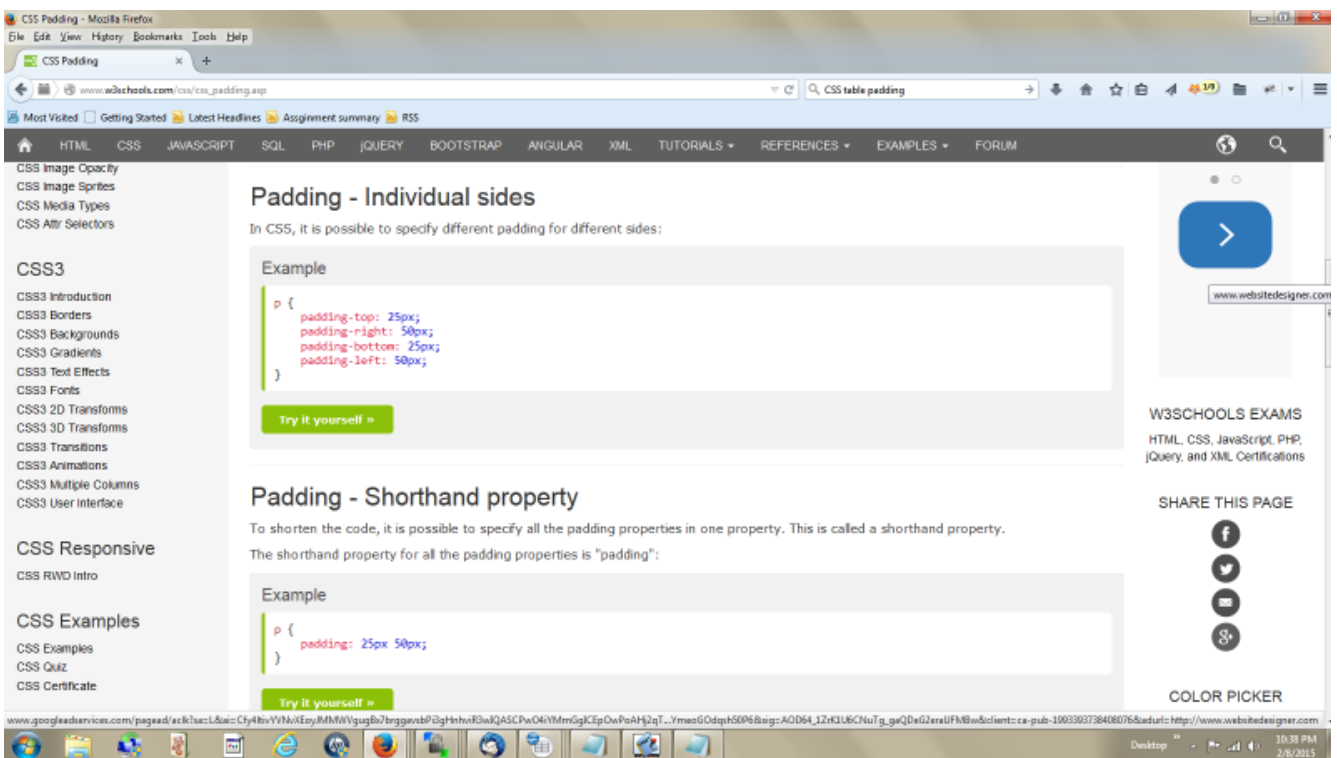 CSS Padding - Mozilla Firefox
File Edit View History Bookmarks Tools Help
CSS Padding × +
www.w3schools.com/css/css_padding.asp
CSS table padding
1/9
Most Visited Getting Started Latest Headlines Assginment summary RSS
HTML CSS JAVASCRIPT SQL PHP jQUERY BOOTSTRAP ANGULAR XML TUTORIALS REFERENCES EXAMPLES FORUM
CSS Image Opacity
CSS Image Sprites
CSS Media Types
CSS Attr Selectors
CSS3
CSS3 Introduction
CSS3 Borders
CSS3 Backgrounds
CSS3 Gradients
CSS3 Text Effects
CSS3 Fonts
CSS3 2D Transforms
CSS3 3D Transforms
CSS3 Transitions
CSS3 Animations
CSS3 Multiple Columns
CSS3 User Interface
CSS Responsive
CSS RWD Intro
CSS Examples
CSS Examples
CSS Quiz
CSS Certificate
Padding - Individual sides
In CSS, it is possible to specify different padding for different sides:
Example
p {
padding-top: 25px;
padding-right: 50px;
padding-bottom: 25px;
padding-left: 50px;
}
Try it yourself »
Padding - Shorthand property
To shorten the code, it is possible to specify all the padding properties in one property. This is called a shorthand property.
The shorthand property for all the padding properties is "padding":
Example
p {
padding: 25px 50px;
}
Try it yourself »
www.websitedesigner.com
W3SCHOOLS EXAMS
HTML, CSS, JavaScript, PHP,
jQuery, and XML Certifications
SHARE THIS PAGE
COLOR PICKER
Desktop
10:38 PM
2/8/2015